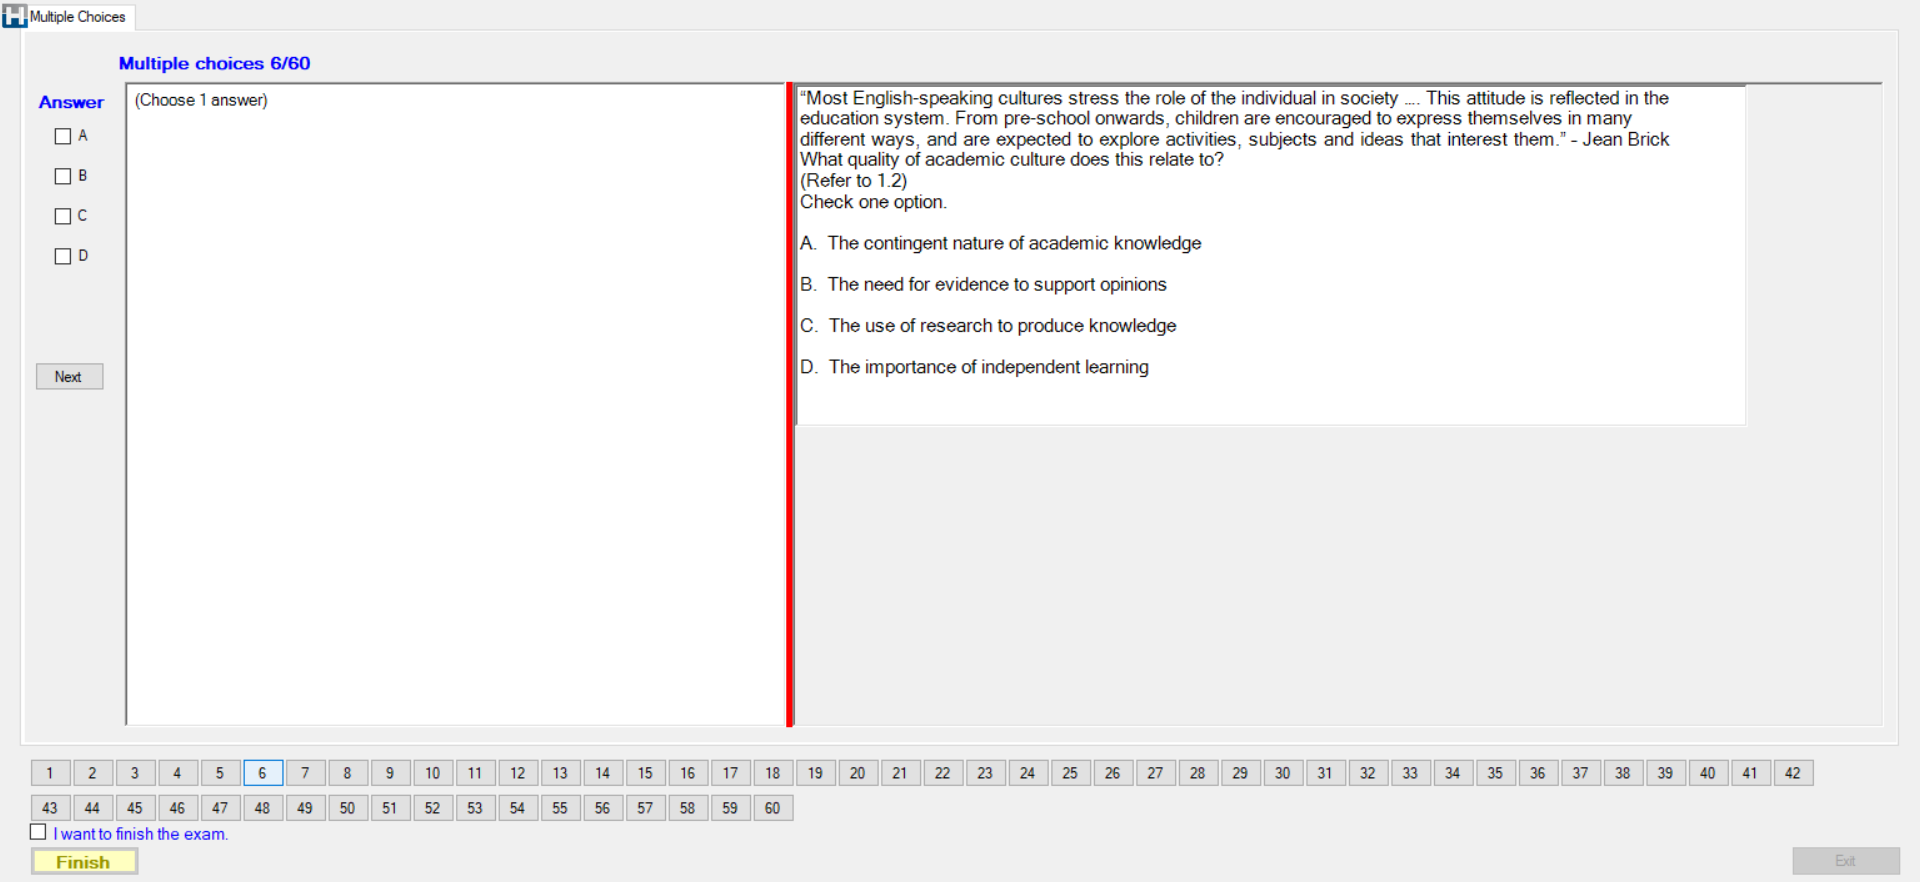 Multiple Choices
Multiple choices 6/60
Answer
A
B
C
D
Next
(Choose 1 answer)
“Most English-speaking cultures stress the role of the individual in society .... This attitude is reflected in the
education system. From pre-school onwards, children are encouraged to express themselves in many
different ways, and are expected to explore activities, subjects and ideas that interest them.” - Jean Brick
What quality of academic culture does this relate to?
(Refer to 1.2)
Check one option.
A. The contingent nature of academic knowledge
B. The need for evidence to support opinions
C. The use of research to produce knowledge
D. The importance of independent learning
1 2 3 4 5 6 7 8 9 10 11 12 13 14 15 16 17 18 19 20 21 22 23 24 25 26 27 28 29 30 31 32 33 34 35 36 37 38 39 40 41 42
43 44 45 46 47 48 49 50 51 52 53 54 55 56 57 58 59 60
I want to finish the exam.
Finish
Exit